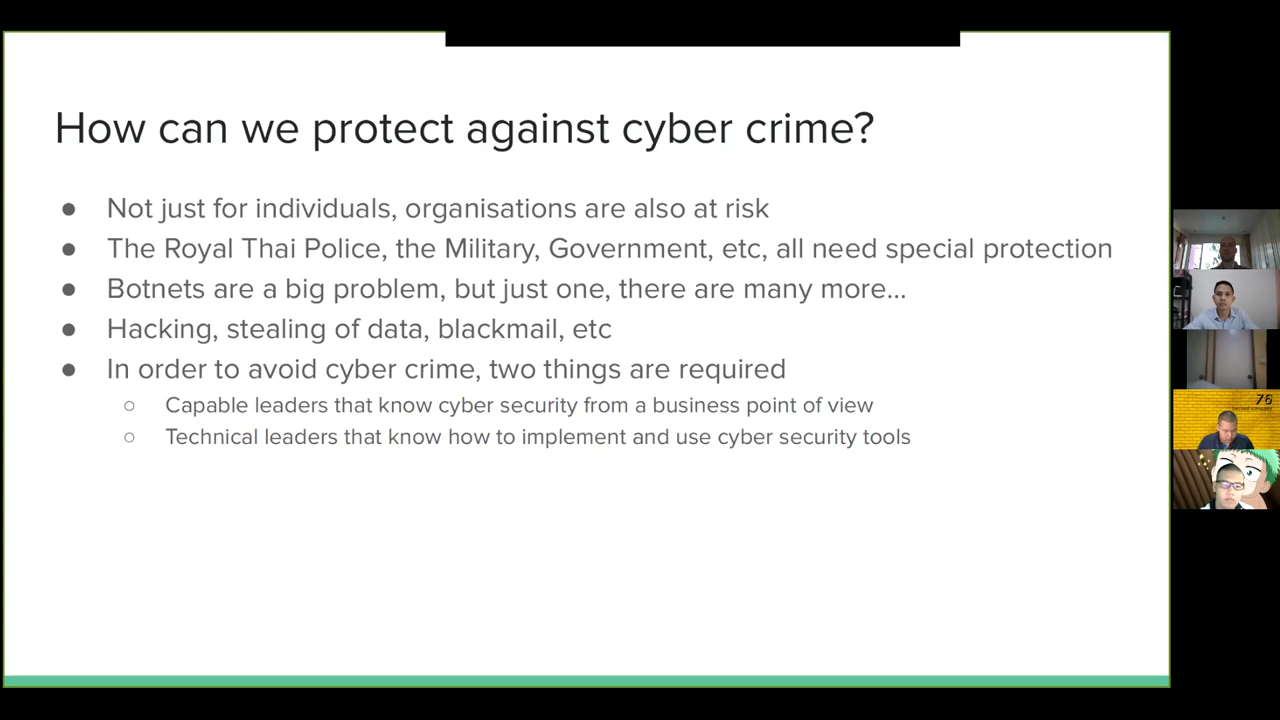 How can we protect against cyber crime?
● Not just for individuals, organisations are also at risk
● The Royal Thai Police, the Military, Government, etc, all need special protection
● Botnets are a big problem, but just one, there are many more...
● Hacking, stealing of data, blackmail, etc
● In order to avoid cyber crime, two things are required
○ Capable leaders that know cyber security from a business point of view
○ Technical leaders that know how to implement and use cyber security tools
76